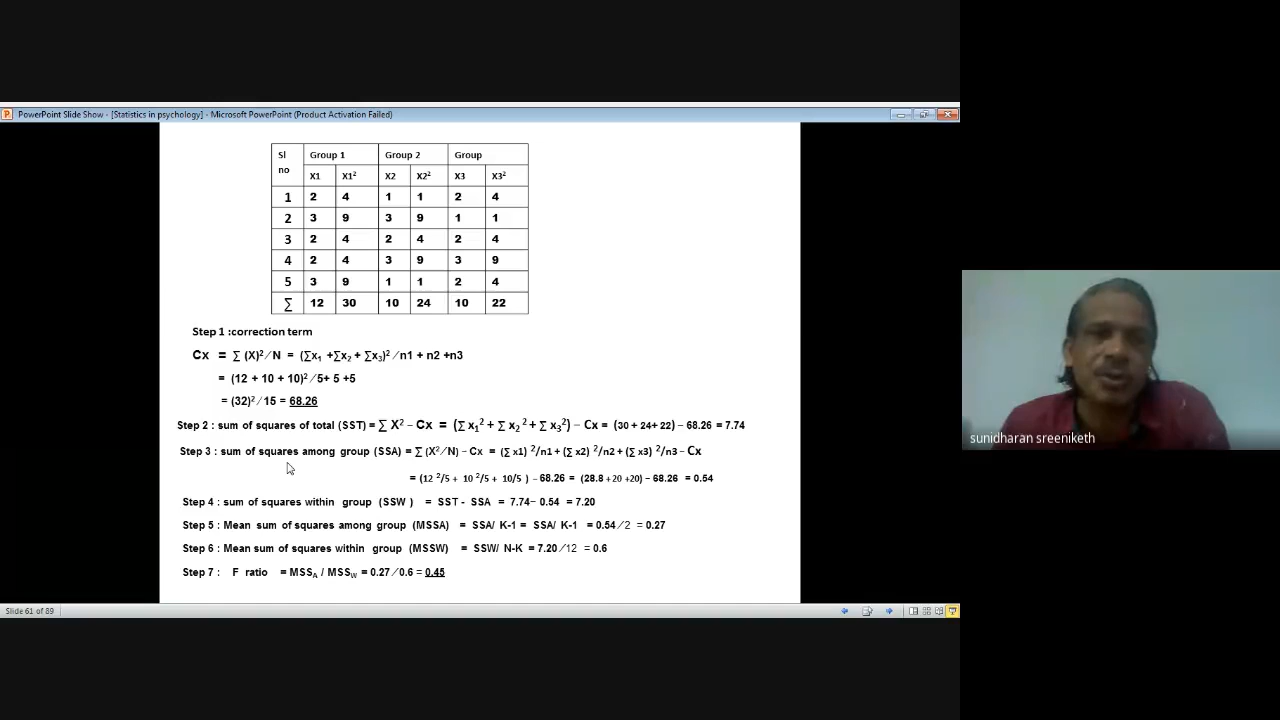 PowerPoint Slide Show - [Statistics in psychology] - Microsoft PowerPoint (Product Activation Failed)
Sl no Group 1 Group 2 Group
X1 X1² X2 X2² X3 X3²
1 2 4 1 1 2 4
2 3 9 3 9 1 1
3 2 4 2 4 2 4
4 2 4 3 9 3 9
5 3 9 1 1 2 4
∑ 12 30 10 24 10 22
Step 1 :correction term
Cx = ∑ (X)² ∕ N = (∑x₁ +∑x₂ + ∑x₃)² ∕ n1 + n2 +n3
= (12 + 10 + 10)² ∕ 5+ 5 +5
= (32)² ∕ 15 = 68.26
Step 2 : sum of squares of total (SST) = ∑ X² − Cx = (∑ x₁² + ∑ x₂² + ∑ x₃²) − Cx = (30 + 24+ 22) − 68.26 = 7.74
Step 3 : sum of squares among group (SSA) = ∑ (X²/N) − Cx = (∑ x1) ²/n1 + (∑ x2) ²/n2 + (∑ x3) ²/n3 − Cx
= (12 ²/5 + 10 ²/5 + 10/5 ) − 68.26 = (28.8 +20 +20) − 68.26 = 0.54
Step 4 : sum of squares within group (SSW ) = SST - SSA = 7.74− 0.54 = 7.20
Step 5 : Mean sum of squares among group (MSSA) = SSA/ K-1 = SSA/ K-1 = 0.54 ∕ 2 = 0.27
Step 6 : Mean sum of squares within group (MSSW) = SSW/ N-K = 7.20 ∕ 12 = 0.6
Step 7 : F ratio = MSS_A / MSS_W = 0.27 ∕ 0.6 = 0.45
Slide 61 of 89
sunidharan sreeniketh